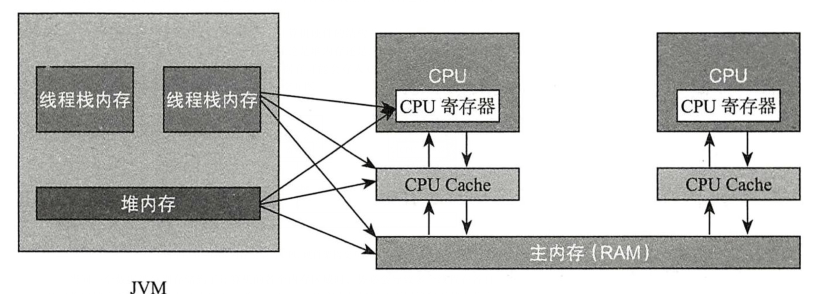 线程栈内存
线程栈内存
堆内存
JVM
CPU
CPU 寄存器
CPU Cache
CPU
CPU 寄存器
CPU Cache
主内存（RAM）